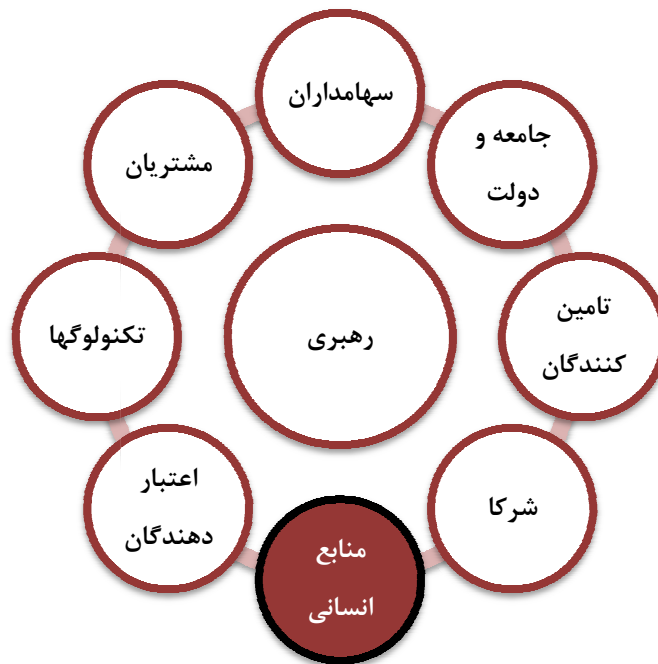 سهامداران
جامعه و
دولت
مشتریان
تامین
کنندگان
رهبری
تکنولوگها
شرکا
اعتبار
دهندگان
منابع
انسانی